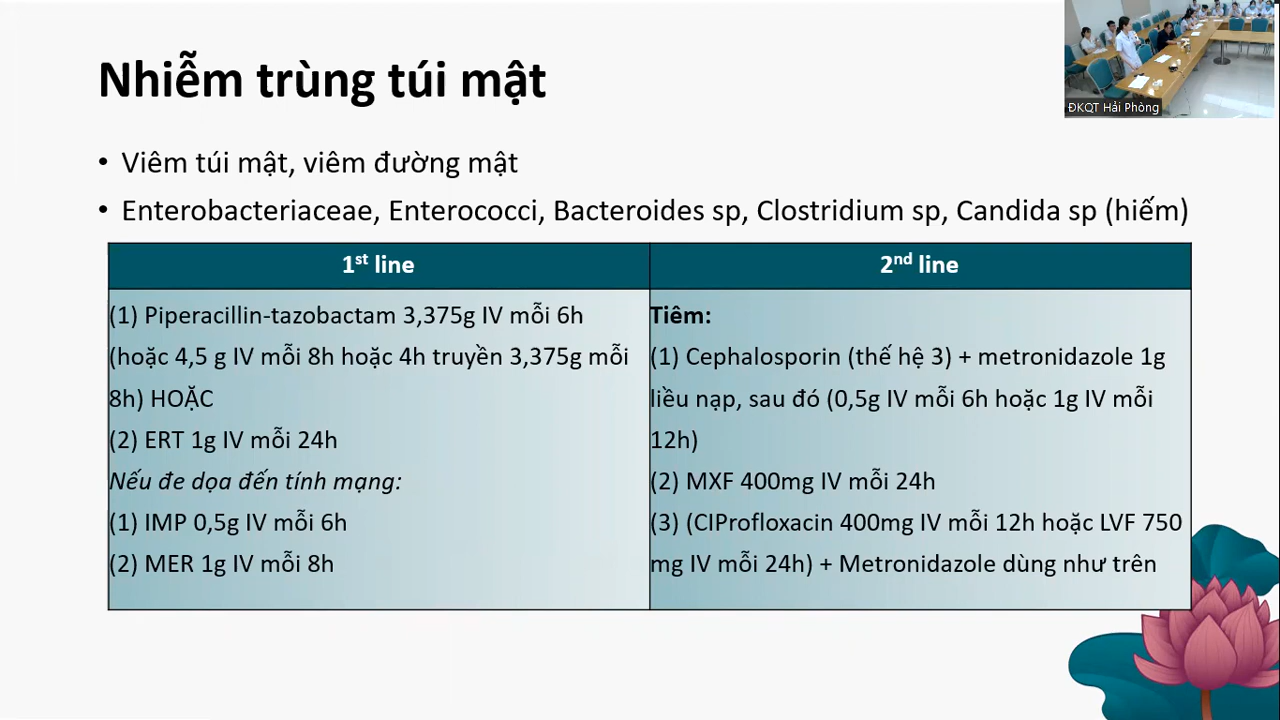 Nhiễm trùng túi mật
ĐKQT Hải Phòng
• Viêm túi mật, viêm đường mật
• Enterobacteriaceae, Enterococci, Bacteroides sp, Clostridium sp, Candida sp (hiếm)
1st line
(1) Piperacillin-tazobactam 3,375g IV mỗi 6h
(hoặc 4,5 g IV mỗi 8h hoặc 4h truyền 3,375g mỗi
8h) HOẶC
(2) ERT 1g IV mỗi 24h
Nếu đe dọa đến tính mạng:
(1) IMP 0,5g IV mỗi 6h
(2) MER 1g IV mỗi 8h
2nd line
Tiêm:
(1) Cephalosporin (thế hệ 3) + metronidazole 1g
liều nạp, sau đó (0,5g IV mỗi 6h hoặc 1g IV mỗi
12h)
(2) MXF 400mg IV mỗi 24h
(3) (CIProfloxacin 400mg IV mỗi 12h hoặc LVF 750
mg IV mỗi 24h) + Metronidazole dùng như trên